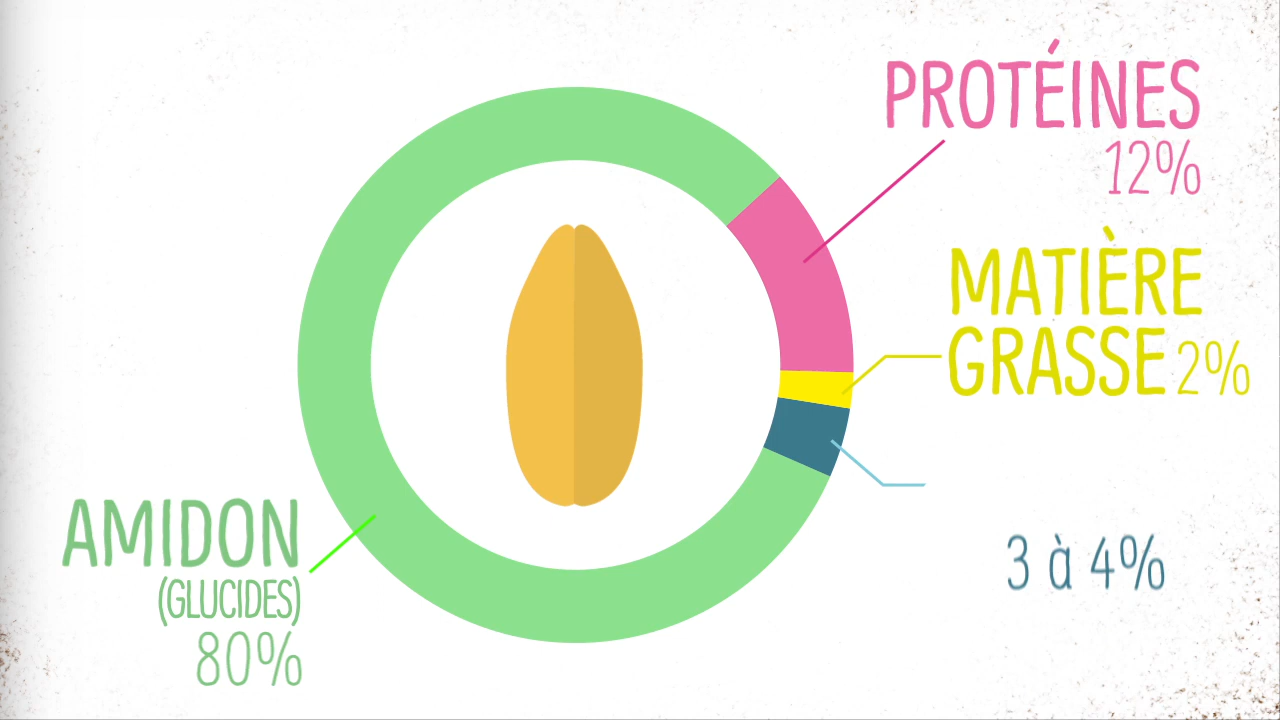 PROTÉINES
12%
MATIÈRE
GRASSE 2%
3 à 4%
AMIDON
(GLUCIDES)
80%